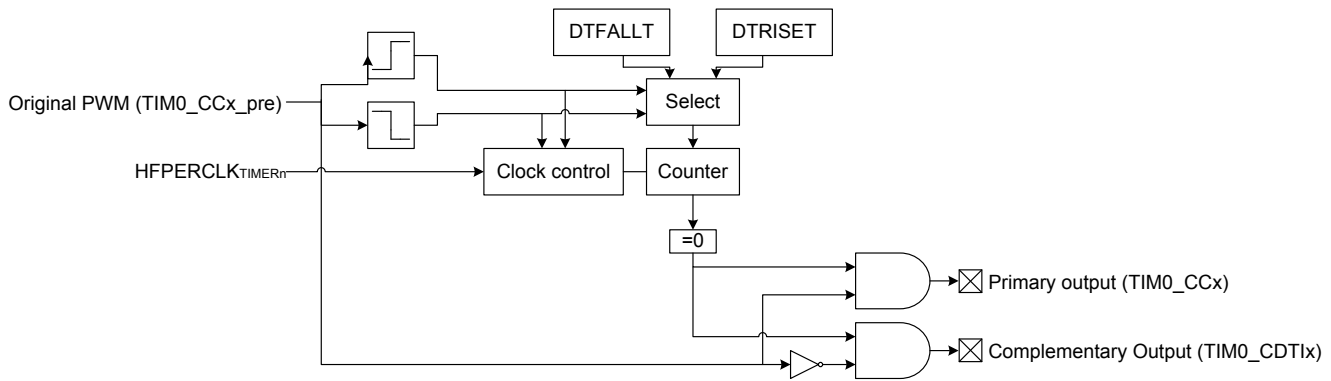 DTFALLT
DTRISET
Original PWM (TIM0_CCx_pre)
Select
HFPERCLKTIMERn
Clock control
Counter
=0
Primary output (TIM0_CCx)
Complementary Output (TIM0_CDTIx)